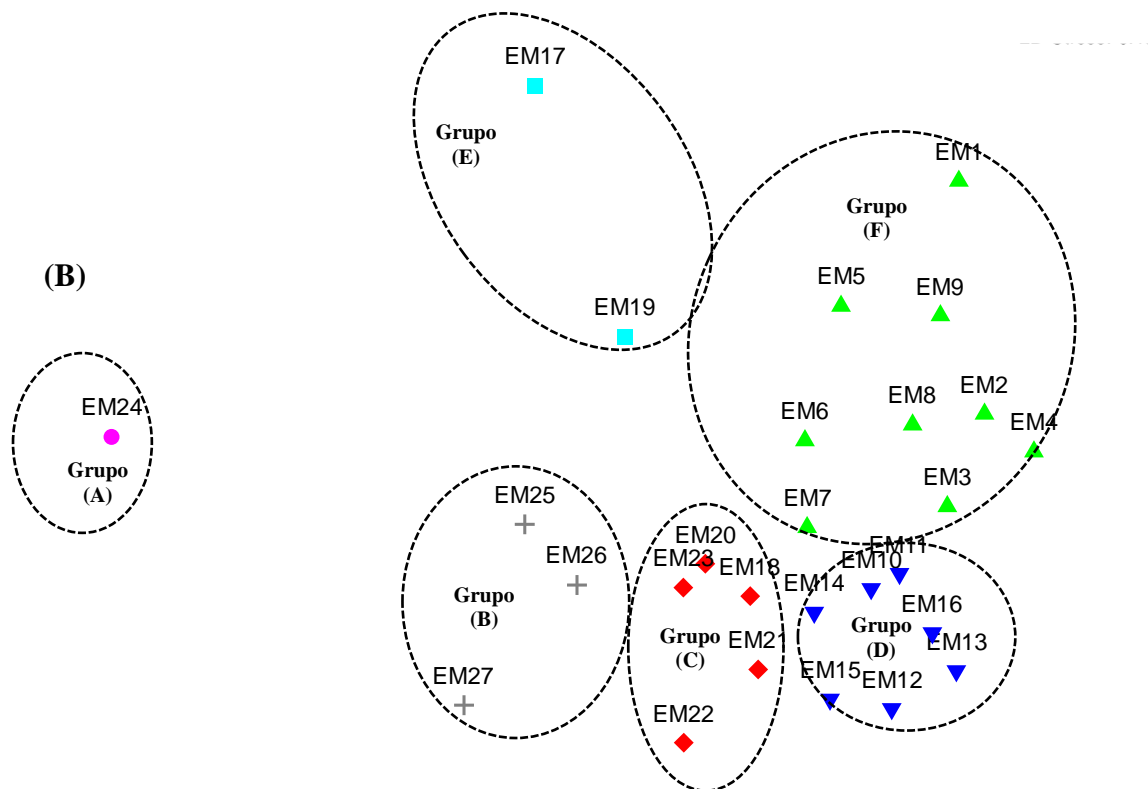 EM17
Grupo
(E)
EM1
Grupo
(F)
(B)
EM5
EM9
EM19
EM24
EM2
EM8
EM6
EM4
Grupo
(A)
EM25
EM3
EM7
EM20
EM11
EM26
EM23
EM18
EM10
EM14
Grupo
(B)
EM16
Grupo
(C)
EM21
Grupo
(D)
EM13
EM27
EM15
EM12
EM22